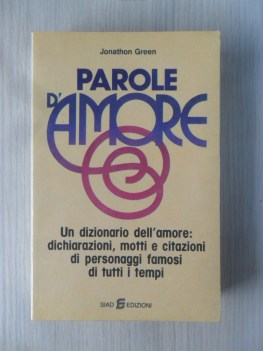 Jonathon Green
PAROLE
D'AMORE
Un dizionario dell'amore:
dichiarazioni, motti e citazioni
di personaggi famosi
di tutti i tempi
SIAD EDIZIONI